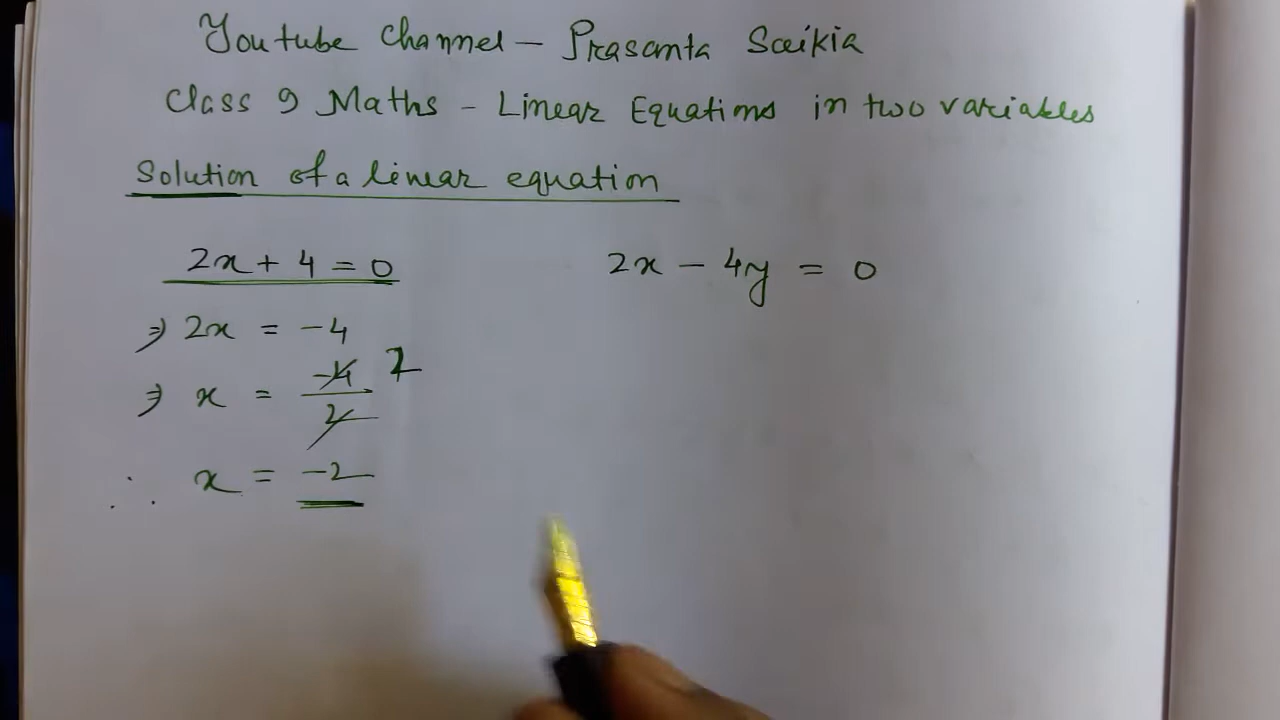 Youtube Channel - Prasanta Saikia
Class 9 Maths - Linear Equations in two variables
Solution of a linear equation
2x + 4 = 0
2x - 4y = 0
⇒ 2x = -4
⇒ x = -4/2 2
∴ x = -2